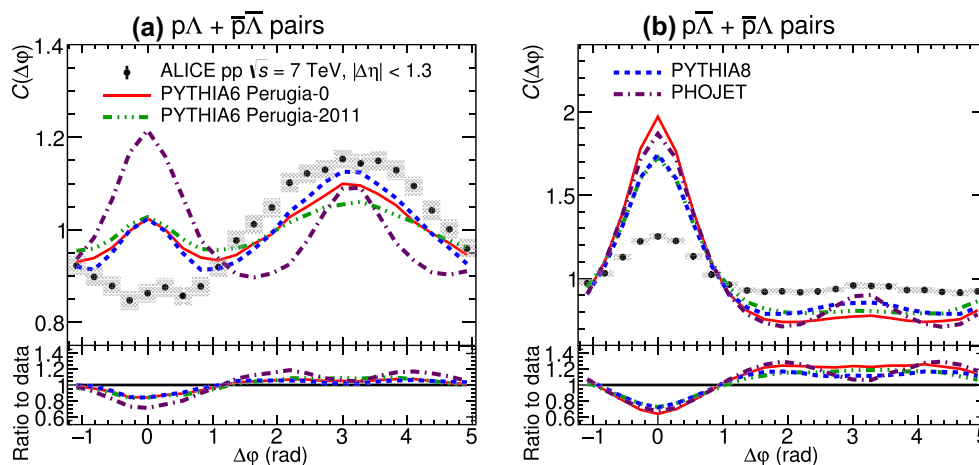 (a) pΛ + p̅Λ̅ pairs
C(Δφ)
1.4
1.2
1
0.8
ALICE pp √s = 7 TeV, |Δη| < 1.3
PYTHIA6 Perugia-0
PYTHIA6 Perugia-2011
Ratio to data
1.4
1.2
1
0.8
0.6
−1 0 1 2 3 4 5
Δφ (rad)
(b) pΛ̅ + p̅Λ pairs
C(Δφ)
2
1.5
1
PYTHIA8
PHOJET
Ratio to data
1.4
1.2
1
0.8
0.6
−1 0 1 2 3 4 5
Δφ (rad)